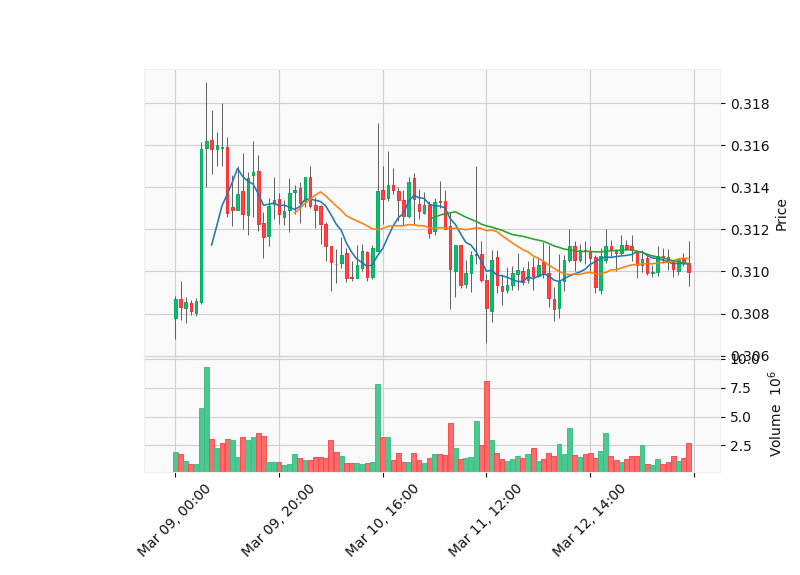 0.318
0.316
0.314
0.312
0.310
0.308
0.306
Price
10.0
7.5
5.0
2.5
Volume 10^6
Mar 09, 00:00
Mar 09, 20:00
Mar 10, 16:00
Mar 11, 12:00
Mar 12, 14:00